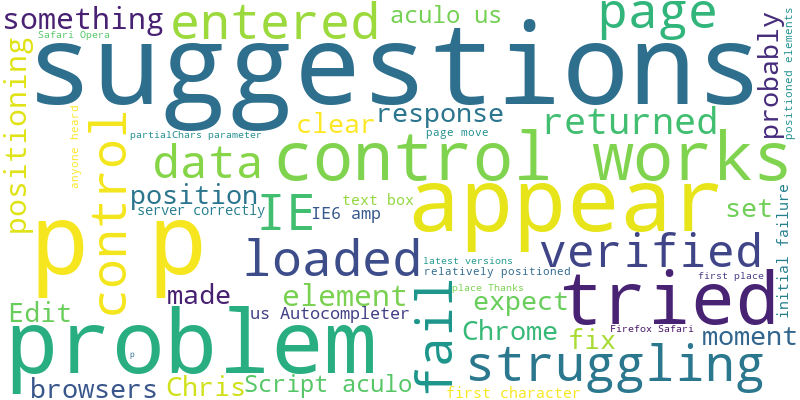 something
Safari Opera
entered
aculo us
page
probably
positioned elements
suggestions
positioning
anyone heard
control
partialChars parameter
clear
response
page move
returned
data
control works
position
server correctly
IE
IE6 amp
text box
appear
set
initial failure
p p
loaded
latest versions
relatively positioned
verified
first place
made
element
us Autocompleter
fail
place Thanks
expect
tried
Edit
problem
p
Chrome
fix
Firefox Safari
moment
struggling
browsers
Chris
Script aculo
first character